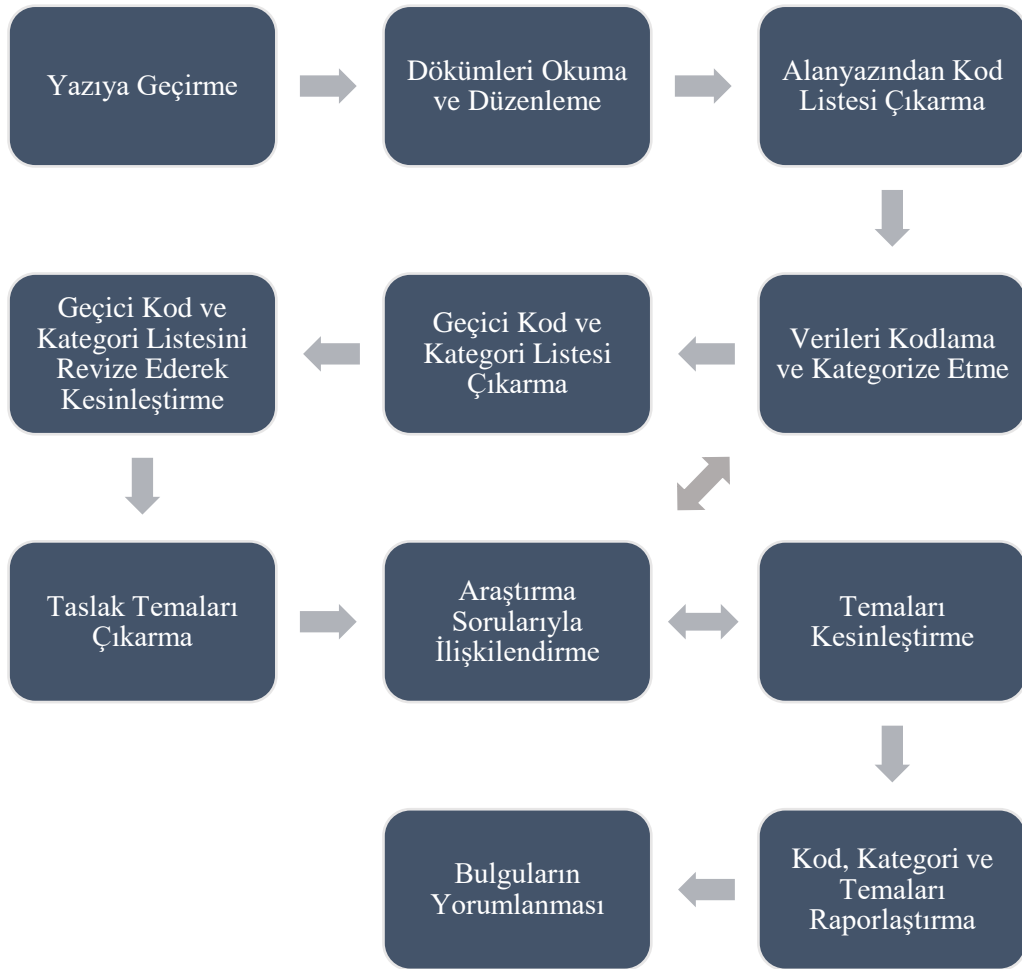 Yazıya Geçirme
Dökümleri Okuma
ve Düzenleme
Alanyazından Kod
Listesi Çıkarma
Verileri Kodlama
ve Kategorize Etme
Geçici Kod ve
Kategori Listesi
Çıkarma
Geçici Kod ve
Kategori Listesini
Revize Ederek
Kesinleştirme
Taslak Temaları
Çıkarma
Araştırma
Sorularıyla
İlişkilendirme
Temaları
Kesinleştirme
Kod, Kategori ve
Temaları
Raporlaştırma
Bulguların
Yorumlanması